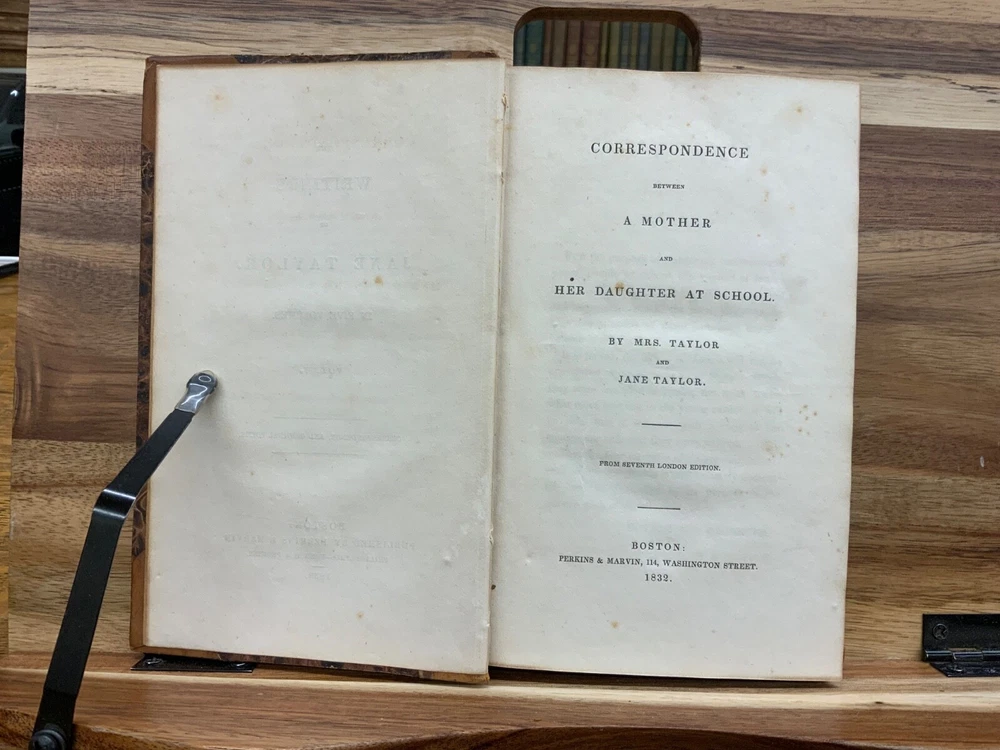 CORRESPONDENCE
BETWEEN
A MOTHER
AND
HER DAUGHTER AT SCHOOL.
BY MRS. TAYLOR
AND
JANE TAYLOR.
FROM SEVENTH LONDON EDITION.
BOSTON:
PERKINS & MARVIN, 114, WASHINGTON STREET.
1832.